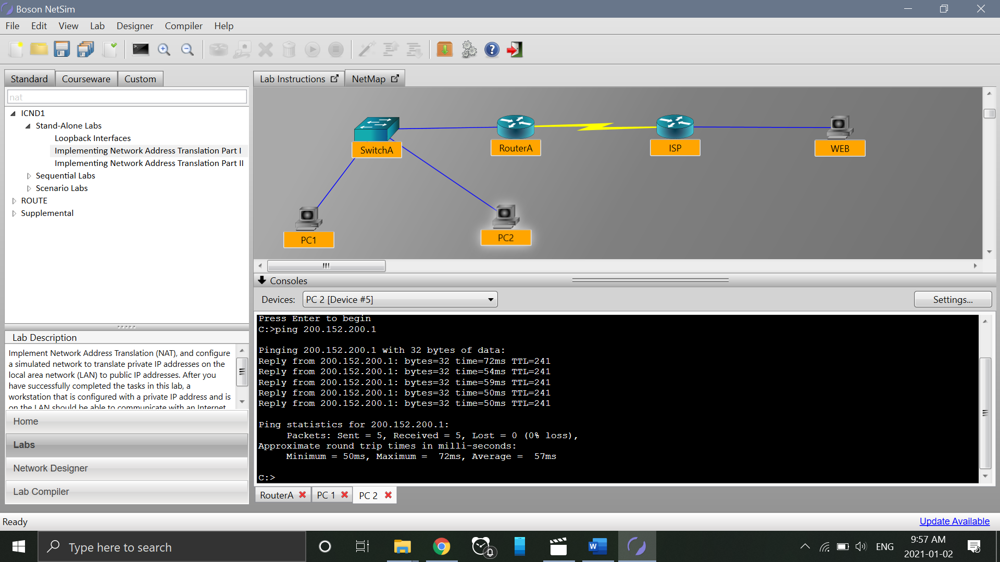 Boson NetSim
File Edit View Lab Designer Compiler Help
Standard Courseware Custom
nat
ICND1
Stand-Alone Labs
Loopback Interfaces
Implementing Network Address Translation Part I
Implementing Network Address Translation Part II
Sequential Labs
Scenario Labs
ROUTE
Supplemental
Lab Description
Implement Network Address Translation (NAT), and configure
a simulated network to translate private IP addresses on the
local area network (LAN) to public IP addresses. After you
have successfully completed the tasks in this lab, a
workstation that is configured with a private IP address and is
on the LAN should be able to communicate with an Internet
Home
Labs
Network Designer
Lab Compiler
Lab Instructions NetMap
SwitchA
RouterA
ISP
WEB
PC1
PC2
Consoles
Devices: PC 2 [Device #5] Settings...
Press Enter to begin
C:>ping 200.152.200.1
Pinging 200.152.200.1 with 32 bytes of data:
Reply from 200.152.200.1: bytes=32 time=72ms TTL=241
Reply from 200.152.200.1: bytes=32 time=54ms TTL=241
Reply from 200.152.200.1: bytes=32 time=59ms TTL=241
Reply from 200.152.200.1: bytes=32 time=50ms TTL=241
Reply from 200.152.200.1: bytes=32 time=50ms TTL=241
Ping statistics for 200.152.200.1:
Packets: Sent = 5, Received = 5, Lost = 0 (0% loss),
Approximate round trip times in milli-seconds:
Minimum = 50ms, Maximum = 72ms, Average = 57ms
C:>
RouterA PC 1 PC 2
Ready Update Available
Type here to search
W
ENG
9:57 AM
2021-01-02